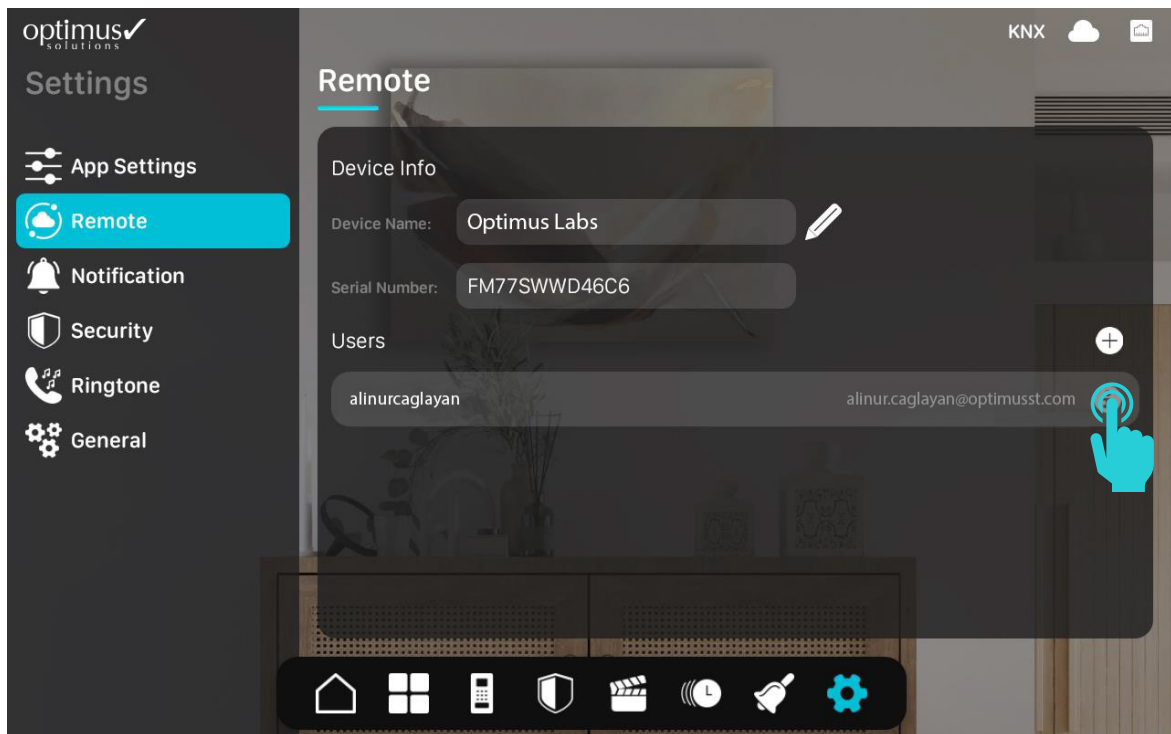 optimus
solutions
KNX
Settings
Remote
App Settings
Remote
Notification
Security
Ringtone
General
Device Info
Device Name: Optimus Labs
Serial Number: FM77SWWD46C6
Users
alinurcaglayan alinur.caglayan@optimusst.com